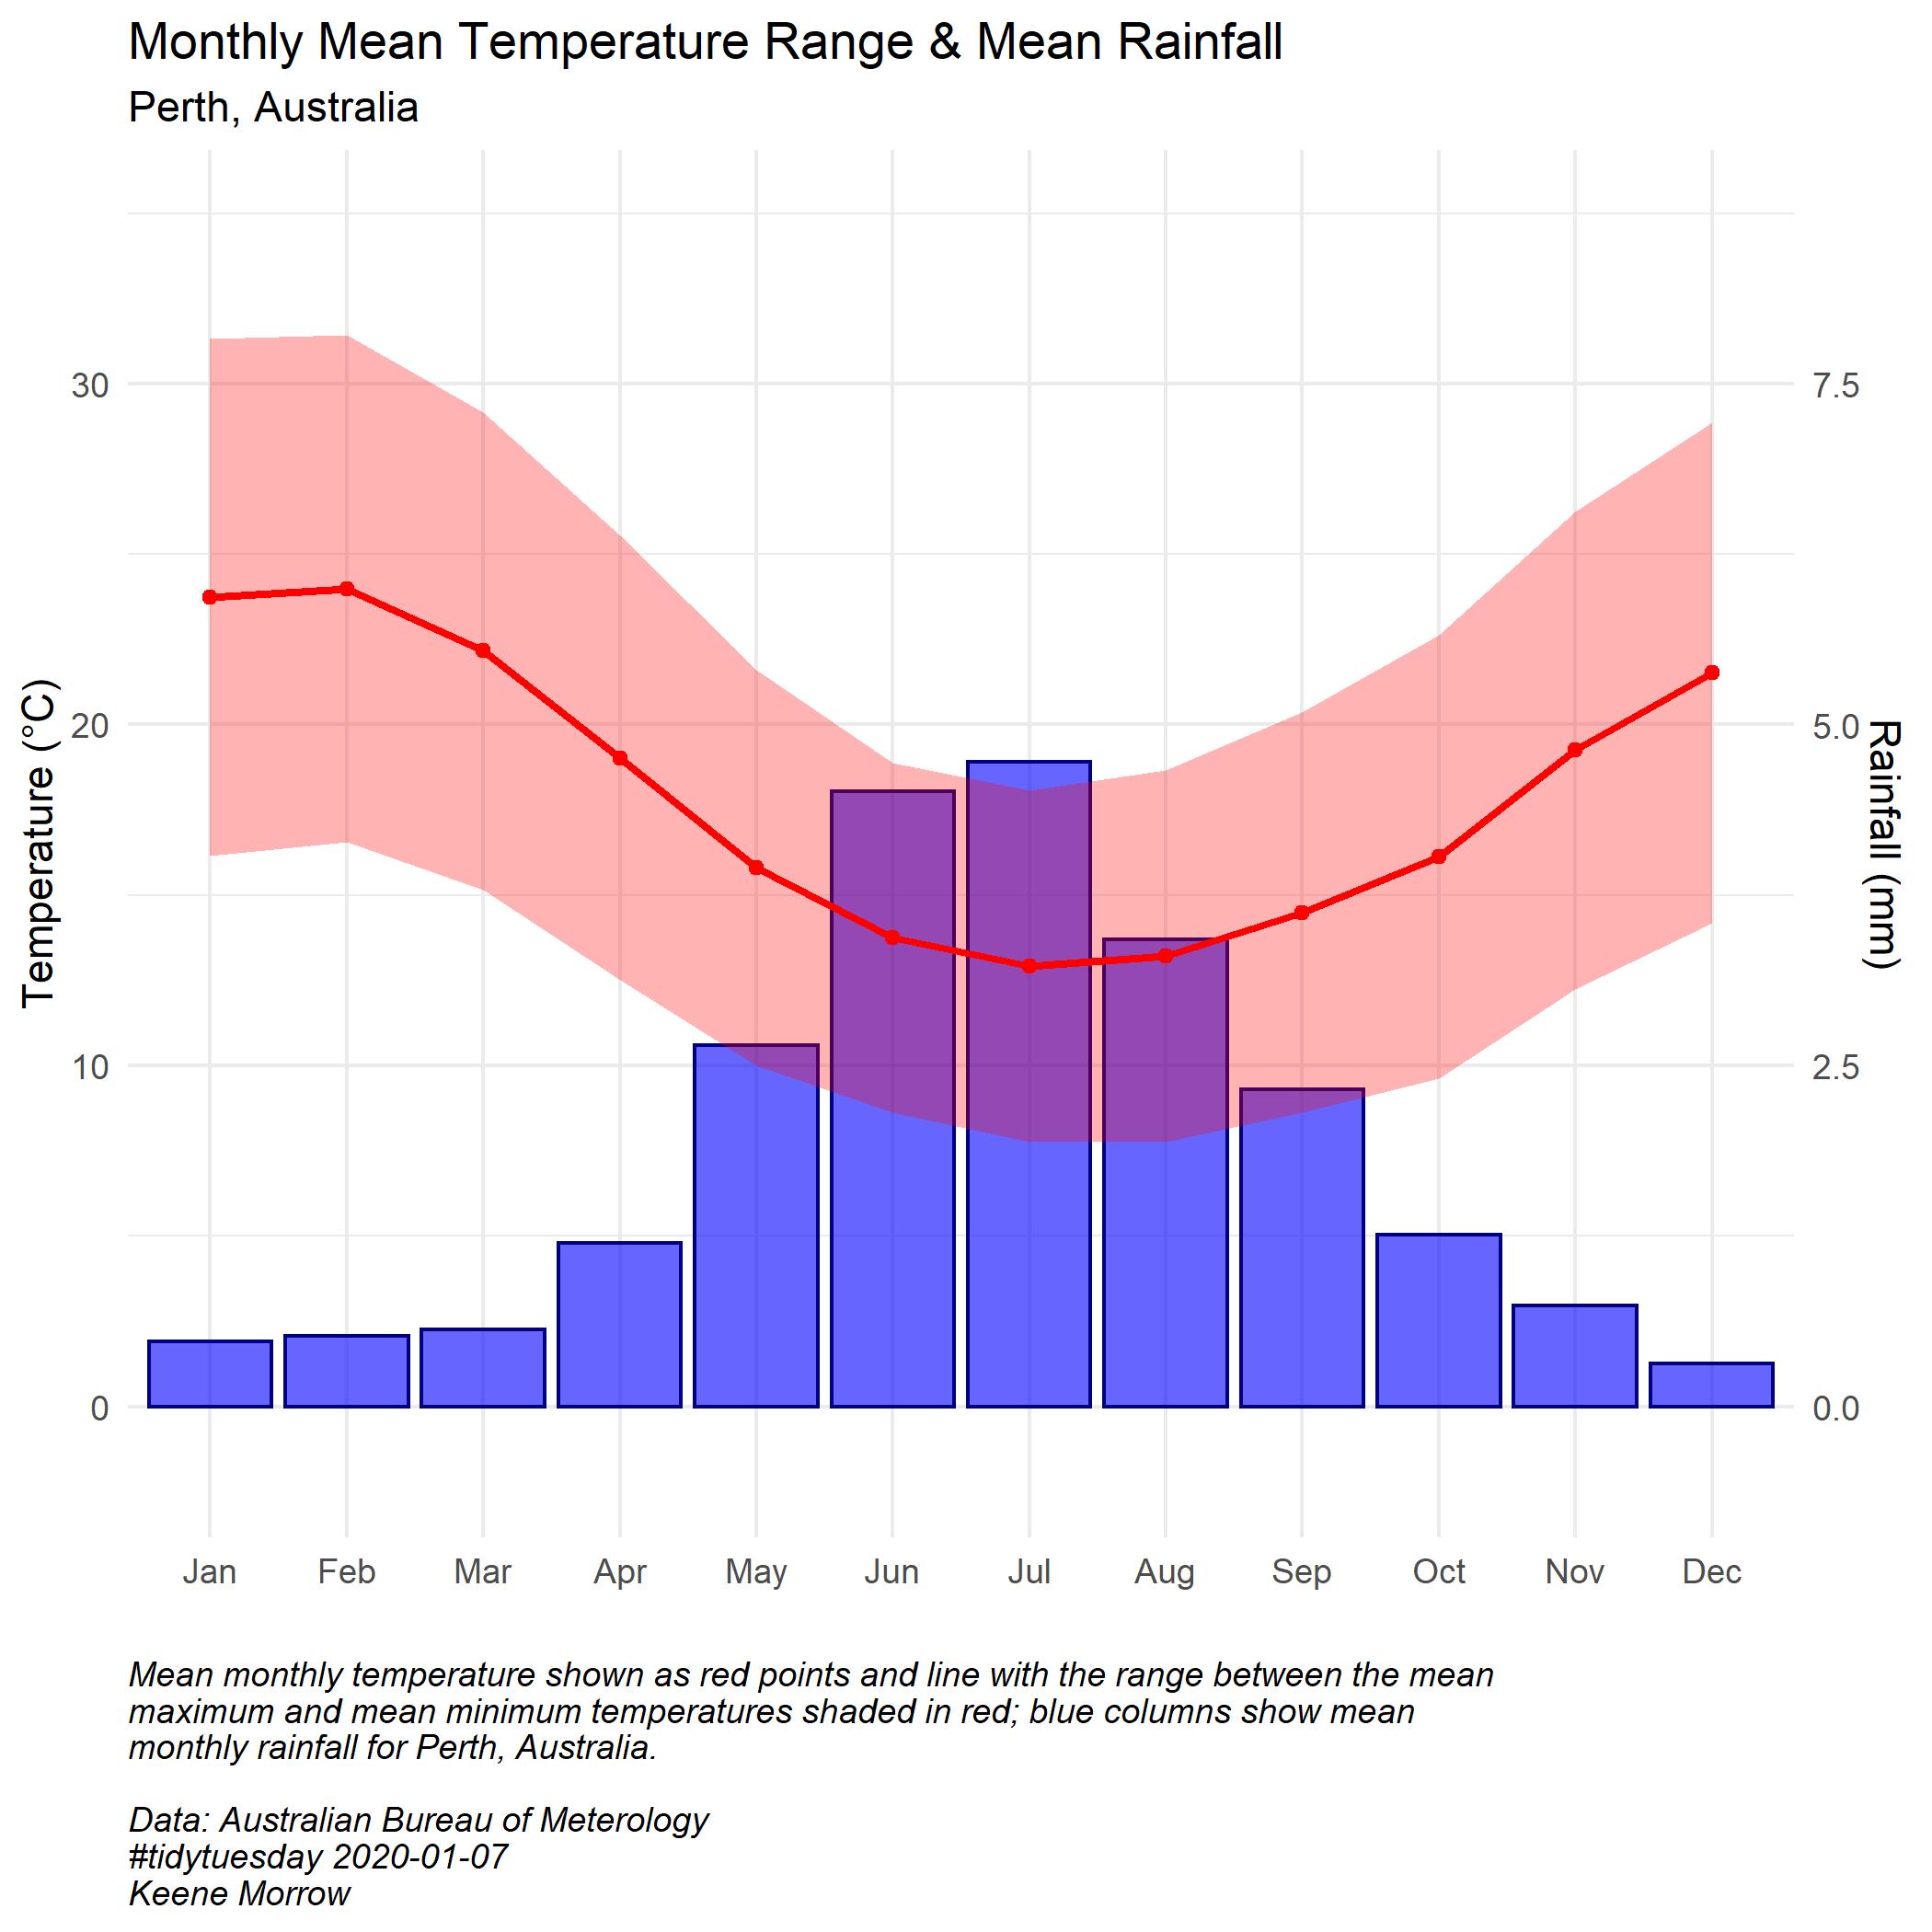 Monthly Mean Temperature Range & Mean Rainfall
Perth, Australia
Temperature (°C)
30
20
10
0
7.5
5.0
2.5
0.0
Rainfall (mm)
Jan Feb Mar Apr May Jun Jul Aug Sep Oct Nov Dec
Mean monthly temperature shown as red points and line with the range between the mean
maximum and mean minimum temperatures shaded in red; blue columns show mean
monthly rainfall for Perth, Australia.
Data: Australian Bureau of Meterology
#tidytuesday 2020-01-07
Keene Morrow